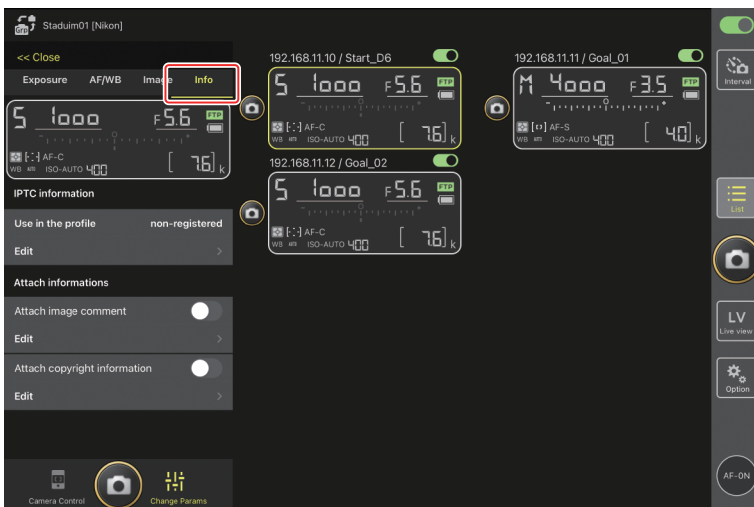 Grp Staduim01 [Nikon]
<< Close
Exposure AF/WB Image Info
S 1000 F5.6 FTP
AF-C
WB ISO-AUTO 400 [ 7.6] k
IPTC information
Use in the profile non-registered
Edit >
Attach informations
Attach image comment
Edit >
Attach copyright information
Edit >
Camera Control Change Params
192.168.11.10 / Start_D6
S 1000 F5.6 FTP
AF-C
WB ISO-AUTO 400 [ 7.6] k
192.168.11.11 / Goal_01
M 4000 F3.5 FTP
AF-S
WB ISO-AUTO 400 [ 4.0] k
192.168.11.12 / Goal_02
S 1000 F5.6 FTP
AF-C
WB ISO-AUTO 400 [ 7.6] k
Interval
List
LV
Live view
Option
AF-ON